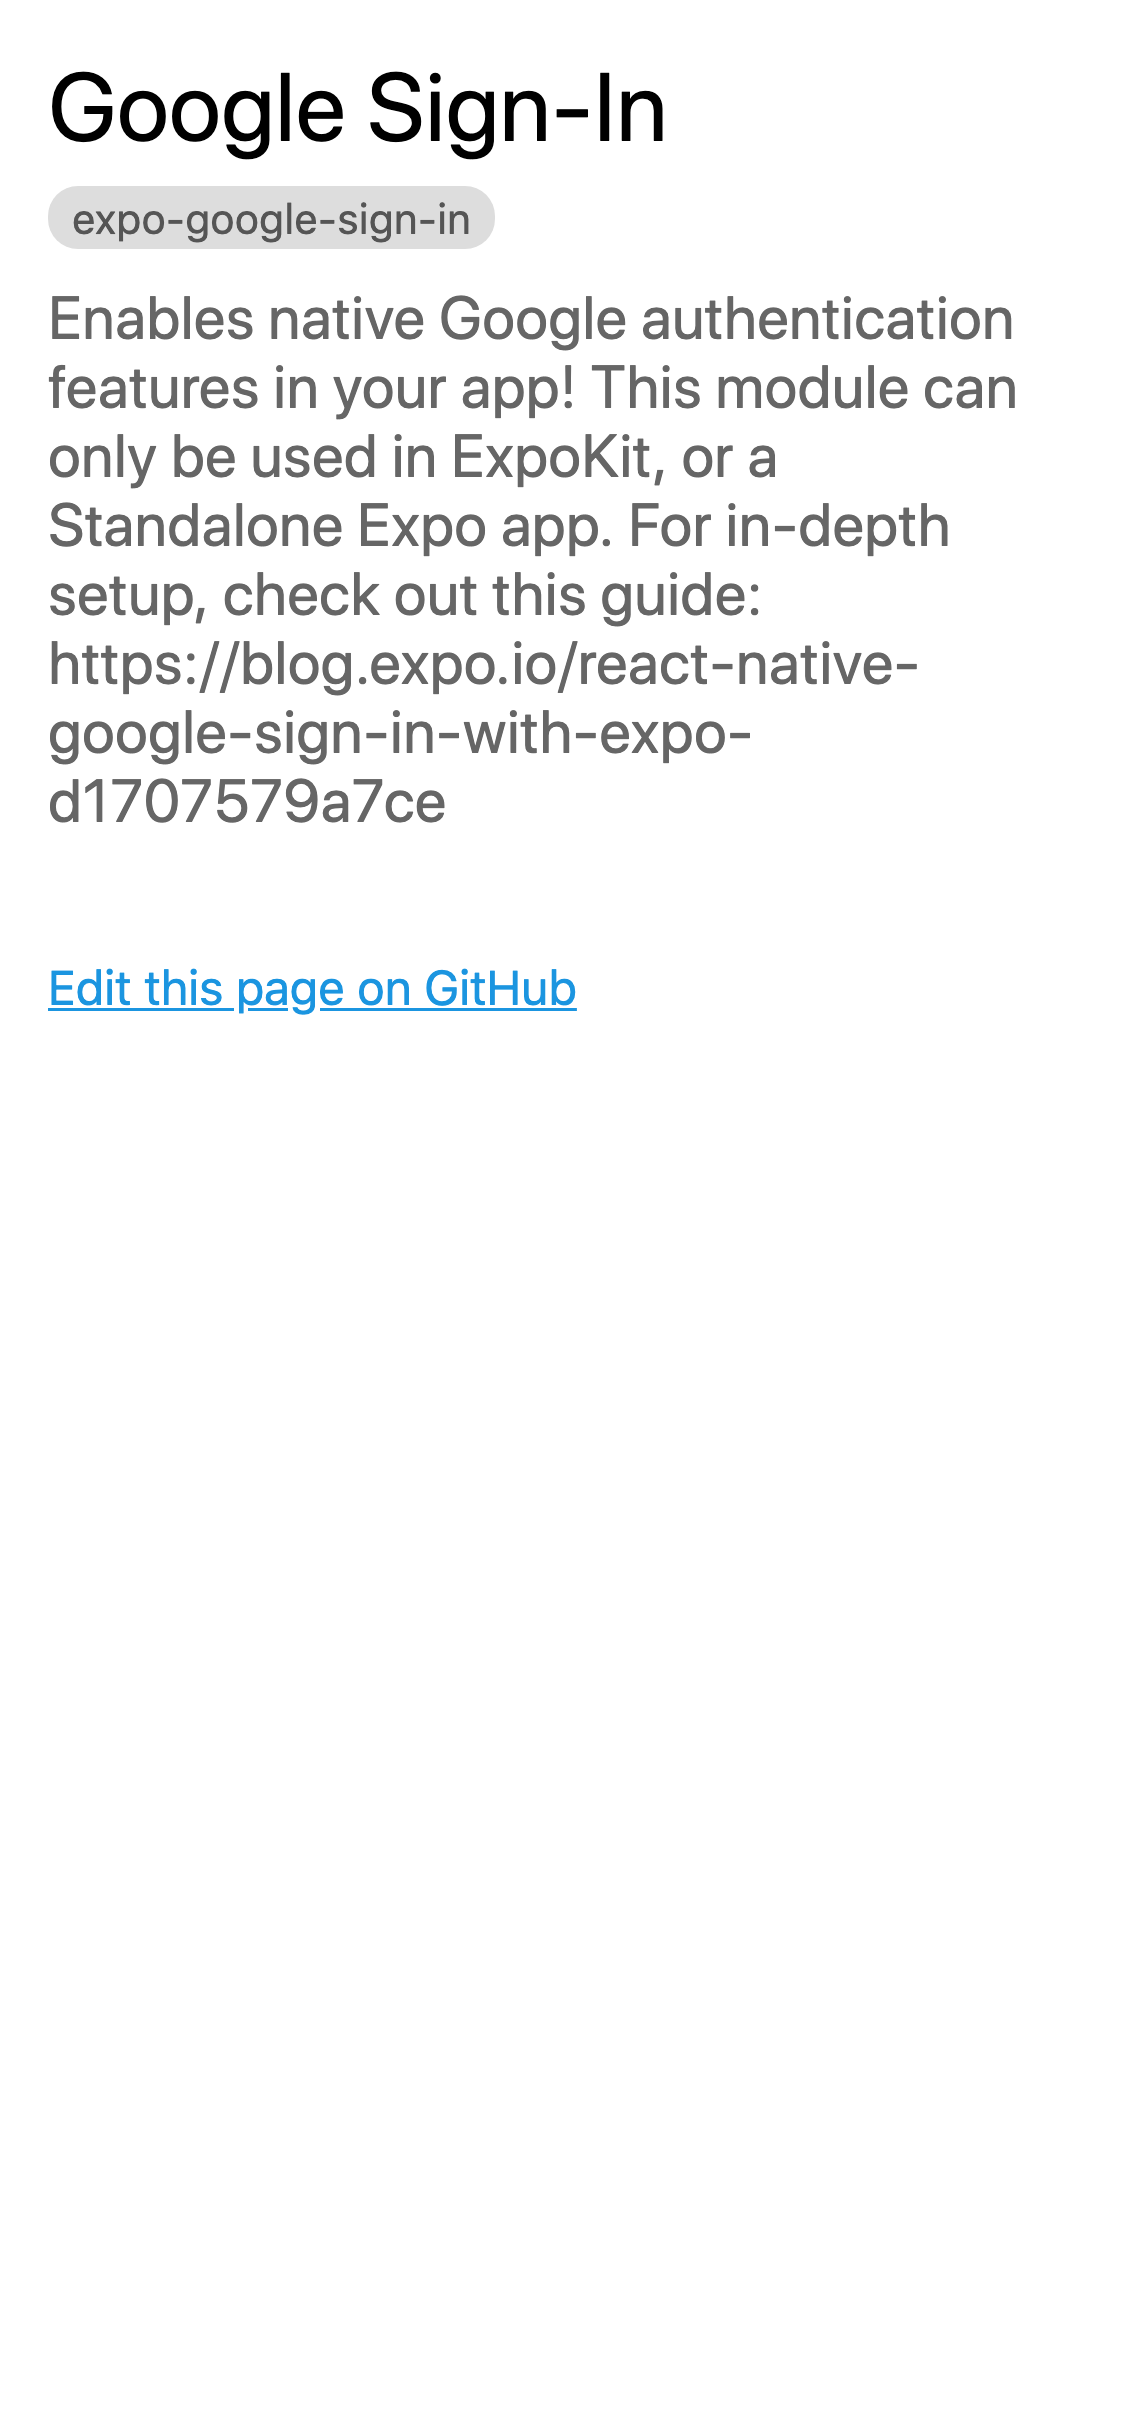 Google Sign-In
expo-google-sign-in
Enables native Google authentication
features in your app! This module can
only be used in ExpoKit, or a
Standalone Expo app. For in-depth
setup, check out this guide:
https://blog.expo.io/react-native-
google-sign-in-with-expo-
d1707579a7ce
Edit this page on GitHub